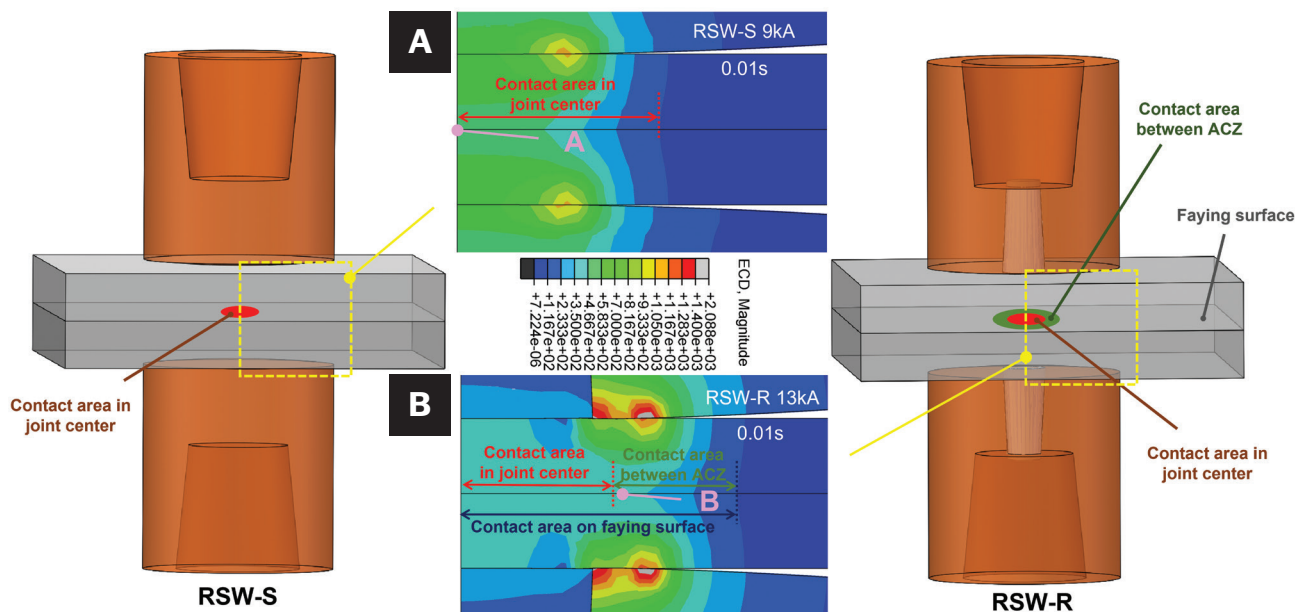 A
RSW-S 9kA
0.01s
Contact area in
joint center
A
Contact area
between ACZ
Faying surface
ECD, Magnitude
+2.088e+03
+1.400e+03
+1.283e+03
+1.167e+03
+1.050e+03
+9.333e+02
+8.167e+02
+7.000e+02
+5.833e+02
+4.667e+02
+3.500e+02
+2.333e+02
+1.167e+02
+7.224e-06
Contact area in
joint center
B
RSW-R 13kA
0.01s
Contact area
in joint center
Contact area
between ACZ
B
Contact area on faying surface
Contact area in
joint center
RSW-S
RSW-R